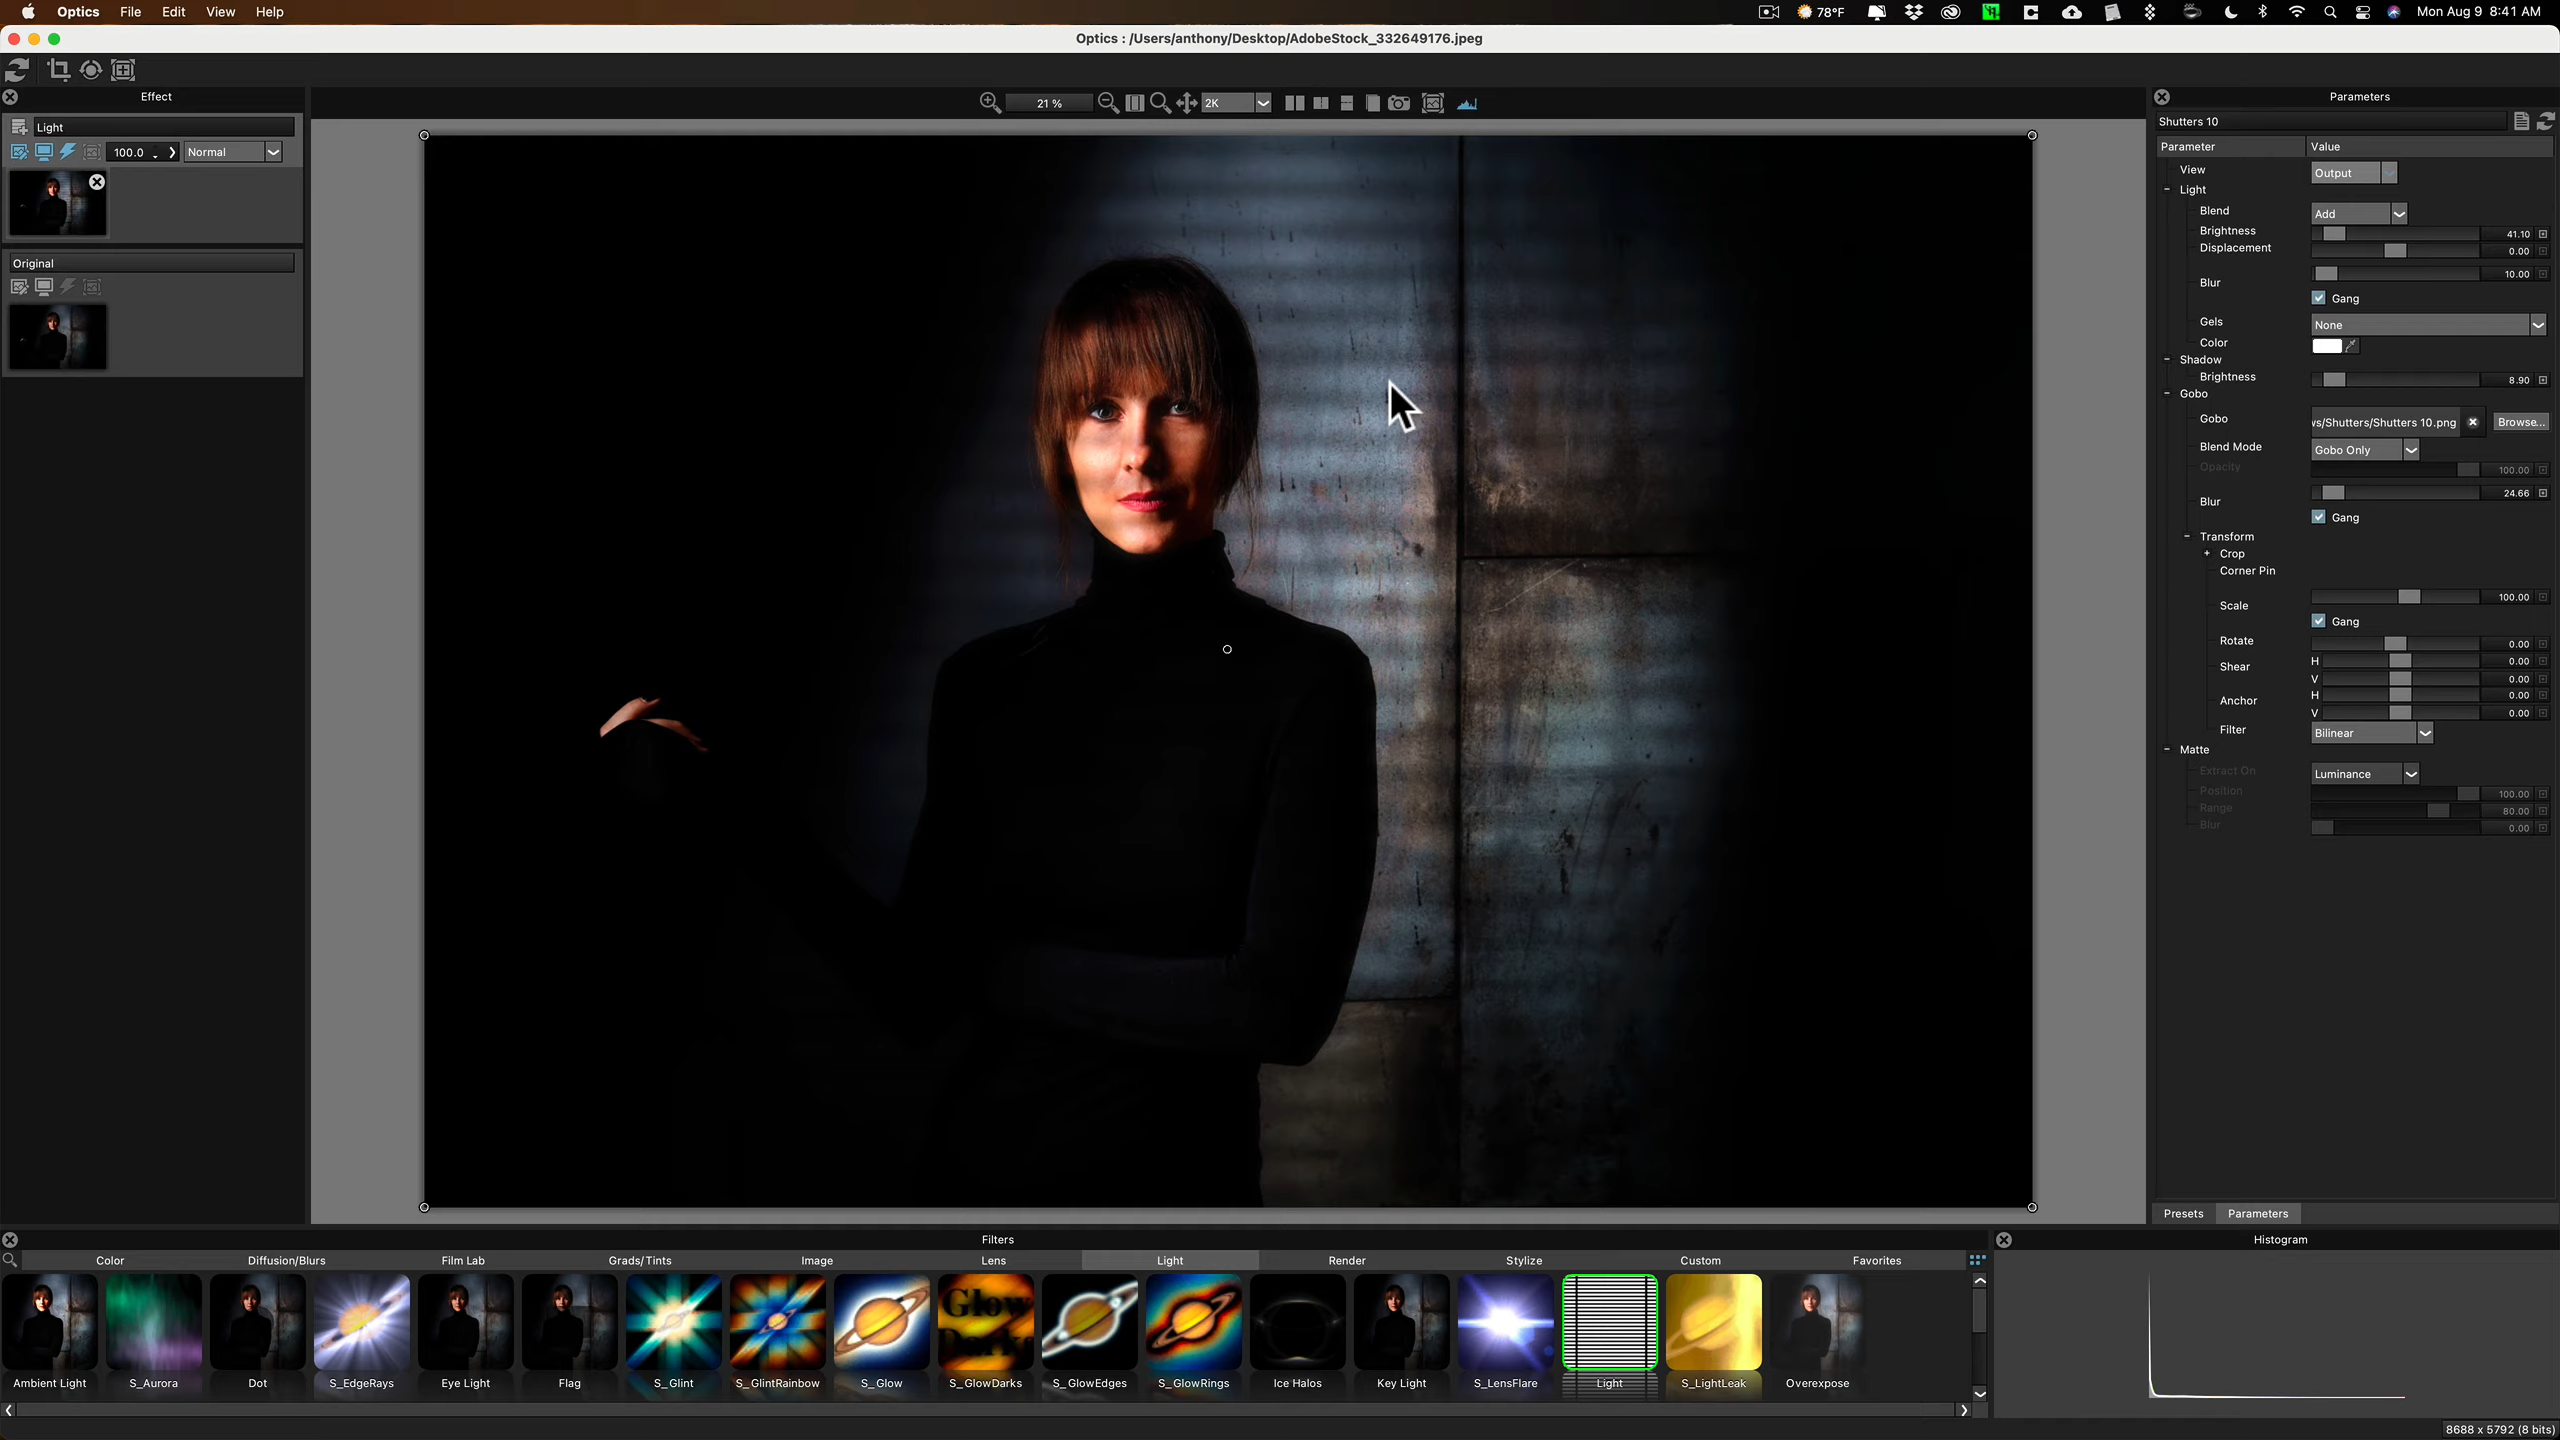 Optics File Edit View Help
78°F Mon Aug 9 8:41 AM
Optics : /Users/anthony/Desktop/AdobeStock_332649176.jpeg
Effect
Light
100.0 Normal
Original
21 % 2K
Parameters
Shutters 10
Parameter Value
View Output
Light
Blend Add
Brightness 41.10
Displacement 0.00
Blur 10.00
Gang
Gels None
Color
Shadow
Brightness 8.90
Gobo
Gobo vs/Shutters/Shutters 10.png Browse...
Blend Mode Gobo Only
Opacity 100.00
Blur 24.66
Gang
Transform
Crop
Corner Pin
Scale 100.00
Gang
Rotate 0.00
Shear H 0.00
V 0.00
Anchor H 0.00
V 0.00
Filter Bilinear
Matte
Extract On Luminance
Position 100.00
Range 80.00
Blur 0.00
Presets Parameters
Filters
Color Diffusion/Blurs Film Lab Grads/Tints Image Lens Light Render Stylize Custom Favorites
Glow
Darks
Ambient Light S_Aurora Dot S_EdgeRays Eye Light Flag S_Glint S_GlintRainbow S_Glow S_GlowDarks S_GlowEdges S_GlowRings Ice Halos Key Light S_LensFlare Light S_LightLeak Overexpose
Histogram
8688 x 5792 (8 bits)